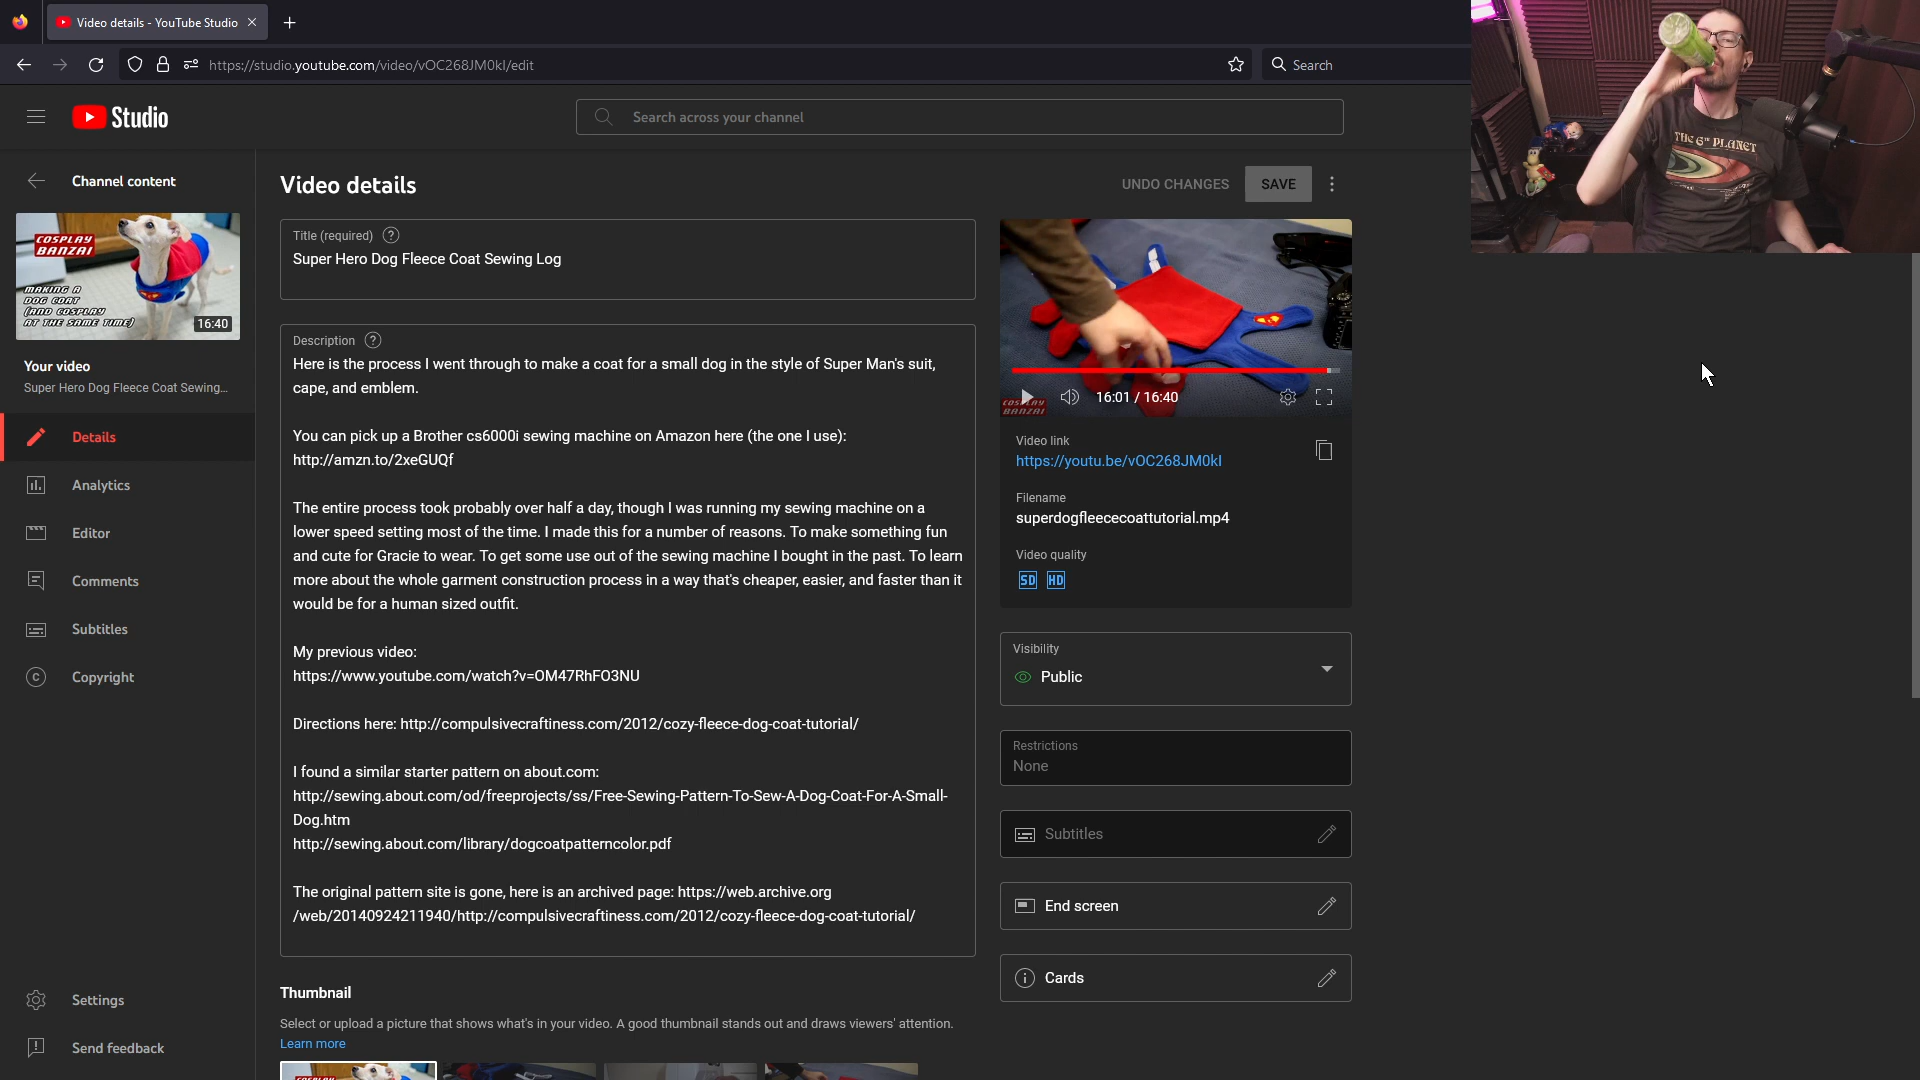 Video details - YouTube Studio
https://studio.youtube.com/video/vOC268JM0kI/edit
Search
Studio
Search across your channel
THE 6TH PLANET
Channel content
COSPLAY
BANZAI
MAKING A
DOG COAT
(AND COSPLAY
AT THE SAME TIME)
16:40
Your video
Super Hero Dog Fleece Coat Sewing...
Details
Analytics
Editor
Comments
Subtitles
Copyright
Settings
Send feedback
Video details
UNDO CHANGES
SAVE
Title (required)
Super Hero Dog Fleece Coat Sewing Log
Description
Here is the process I went through to make a coat for a small dog in the style of Super Man's suit,
cape, and emblem.
You can pick up a Brother cs6000i sewing machine on Amazon here (the one I use):
http://amzn.to/2xeGUQf
The entire process took probably over half a day, though I was running my sewing machine on a
lower speed setting most of the time. I made this for a number of reasons. To make something fun
and cute for Gracie to wear. To get some use out of the sewing machine I bought in the past. To learn
more about the whole garment construction process in a way that's cheaper, easier, and faster than it
would be for a human sized outfit.
My previous video:
https://www.youtube.com/watch?v=OM47RhFO3NU
Directions here: http://compulsivecraftiness.com/2012/cozy-fleece-dog-coat-tutorial/
I found a similar starter pattern on about.com:
http://sewing.about.com/od/freeprojects/ss/Free-Sewing-Pattern-To-Sew-A-Dog-Coat-For-A-Small-
Dog.htm
http://sewing.about.com/library/dogcoatpatterncolor.pdf
The original pattern site is gone, here is an archived page: https://web.archive.org
/web/20140924211940/http://compulsivecraftiness.com/2012/cozy-fleece-dog-coat-tutorial/
Thumbnail
Select or upload a picture that shows what's in your video. A good thumbnail stands out and draws viewers' attention.
Learn more
COSPLAY
COSPLAY
BANZAI
16:01 / 16:40
Video link
https://youtu.be/vOC268JM0kI
Filename
superdogfleececoattutorial.mp4
Video quality
SD HD
Visibility
Public
Restrictions
None
Subtitles
End screen
Cards